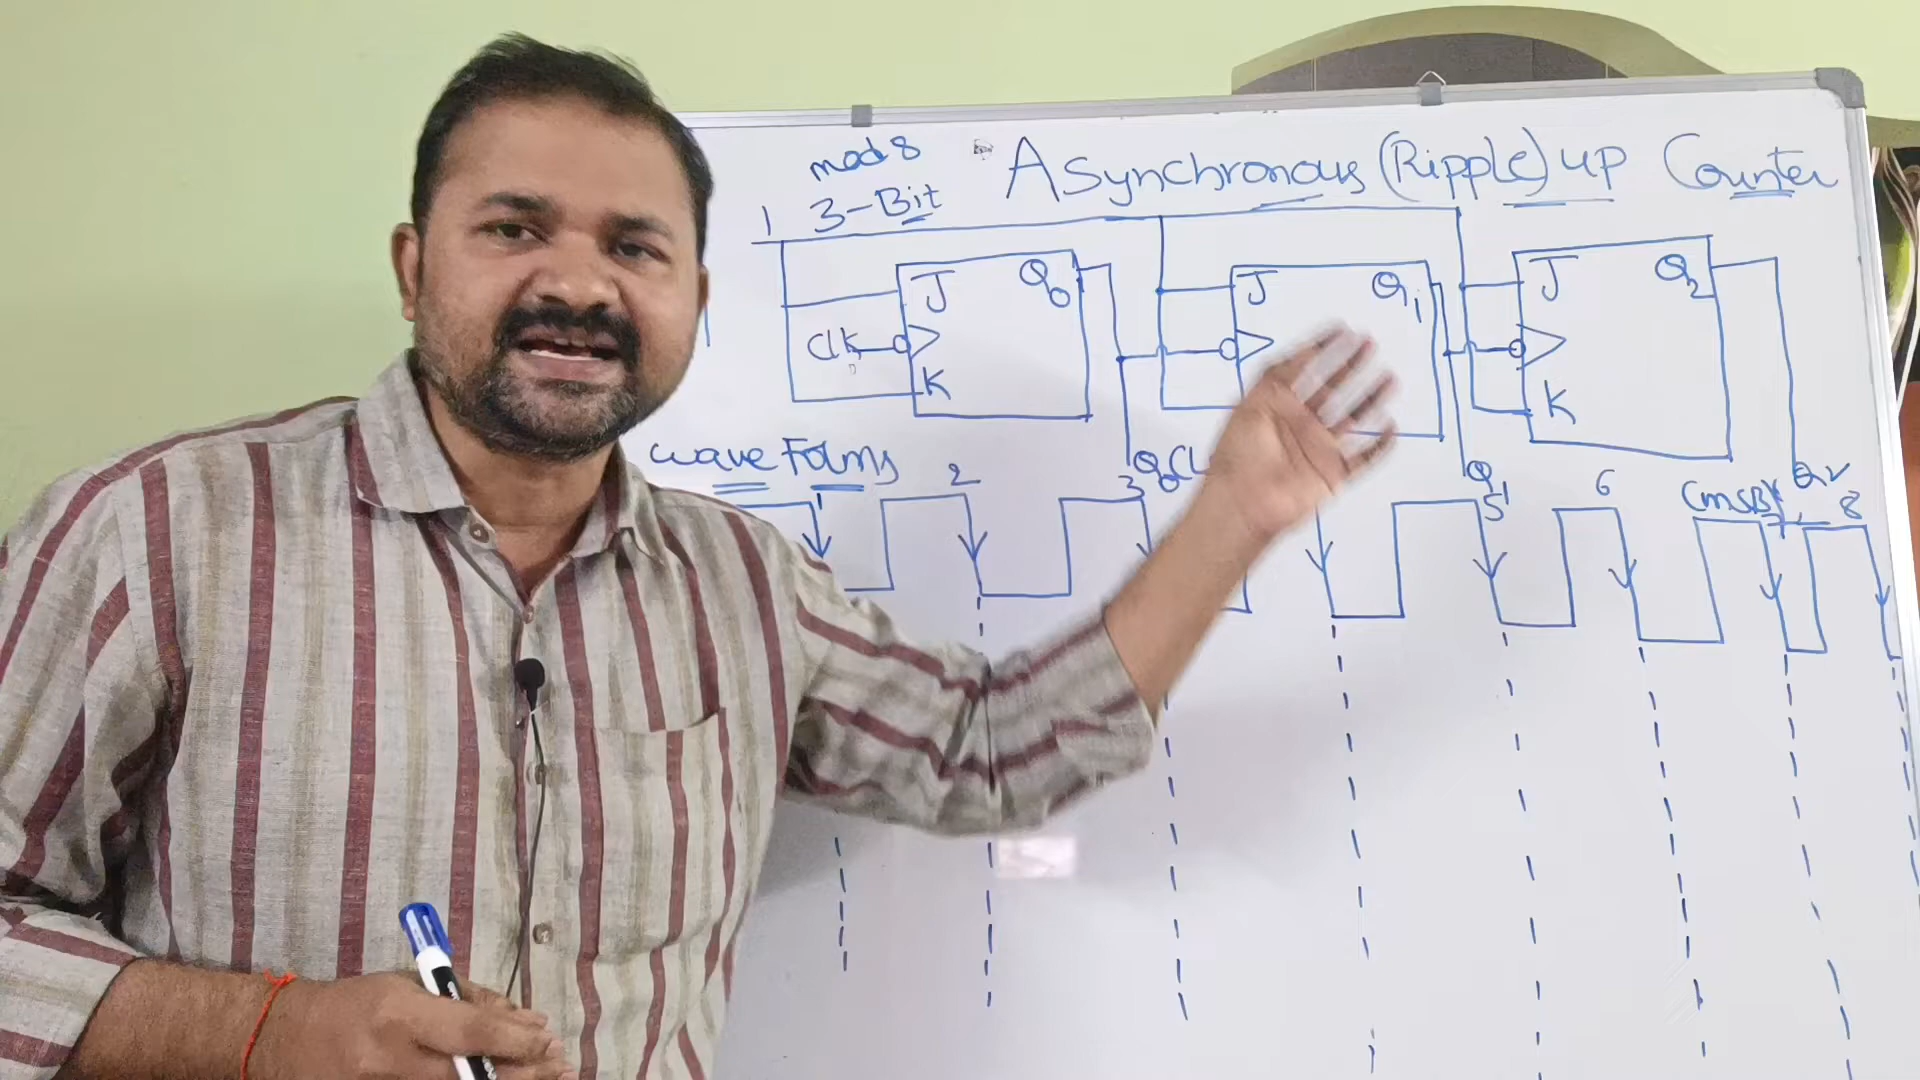 mod 8
Asynchronous (Ripple) up Counter
1 3-Bit
J Q0 J Q1 J Q2
Clk
K K
wave Forms
Q0 Q1 (MSB) Q2
1 2 3 5 6 7 8